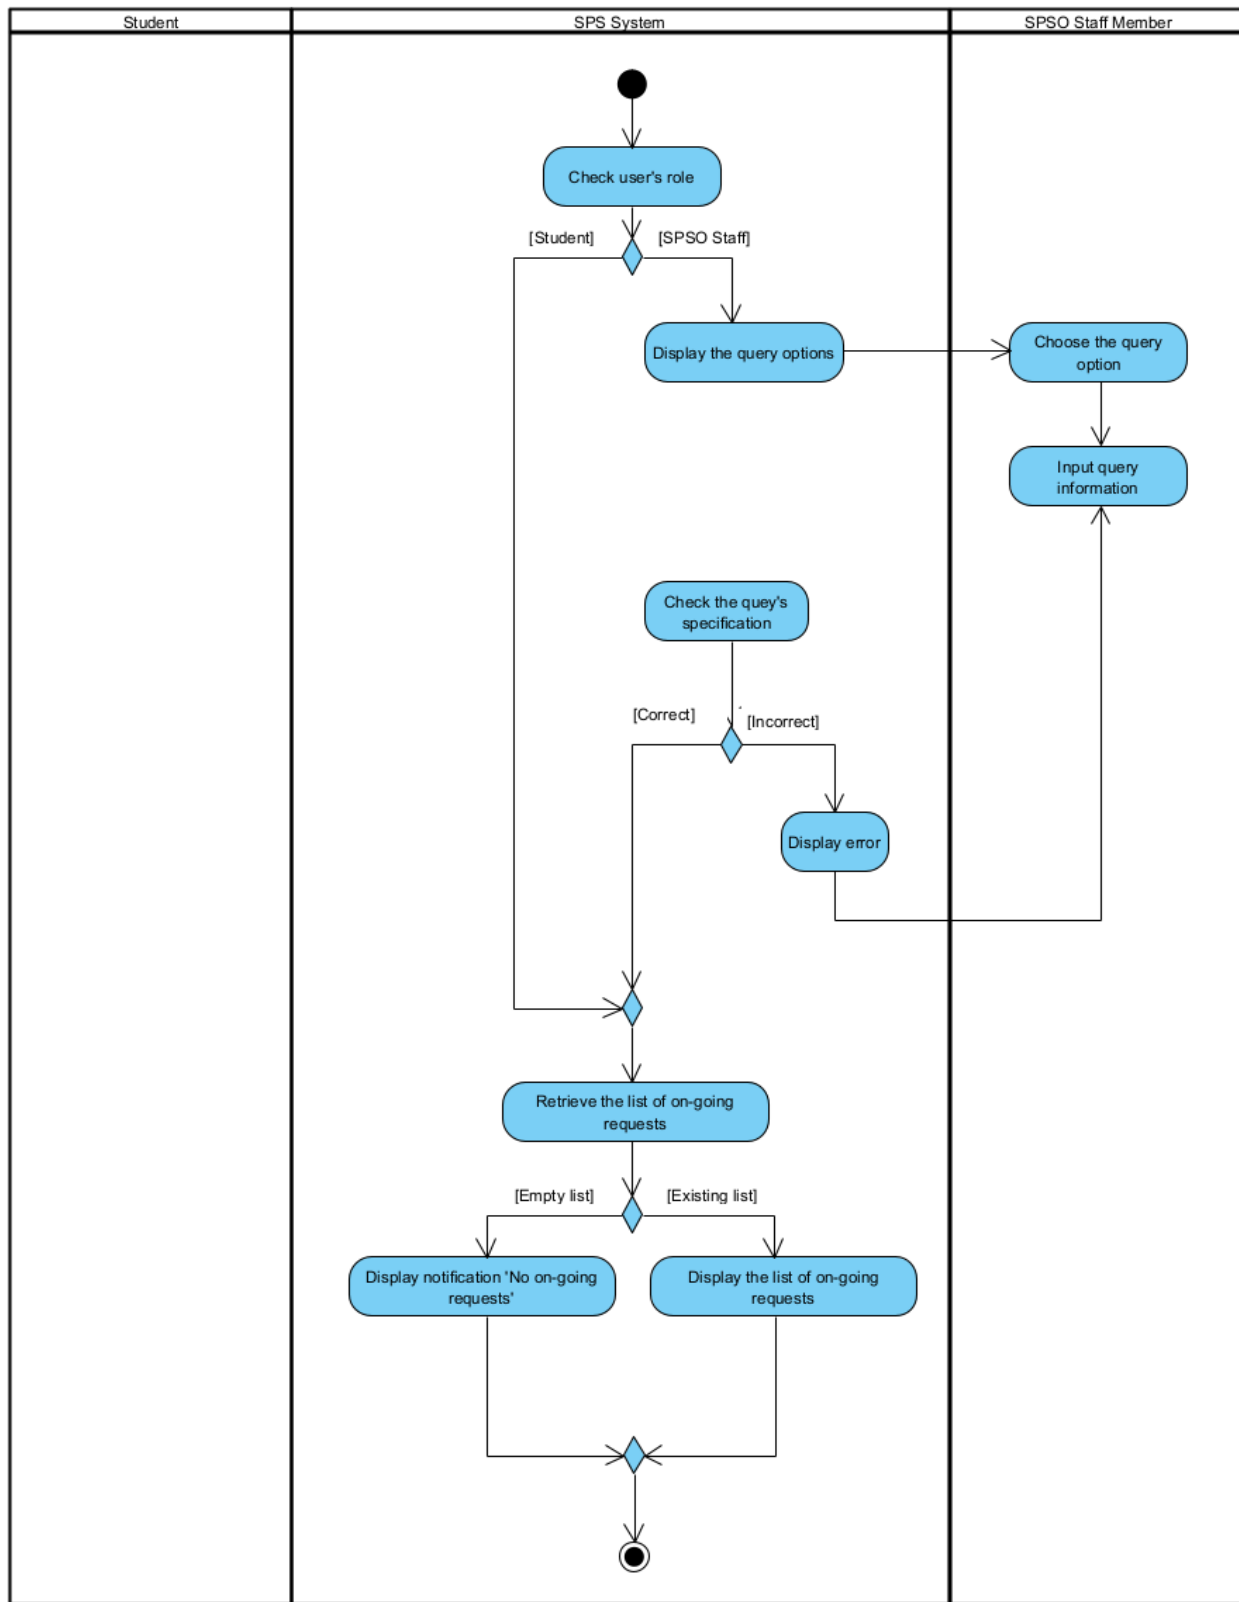 Student
SPS System
SPSO Staff Member
Check user's role
[Student]
[SPSO Staff]
Display the query options
Choose the query
option
Input query
information
Check the quey's
specification
[Correct]
[Incorrect]
Display error
Retrieve the list of on-going
requests
[Empty list]
[Existing list]
Display notification 'No on-going
requests'
Display the list of on-going
requests